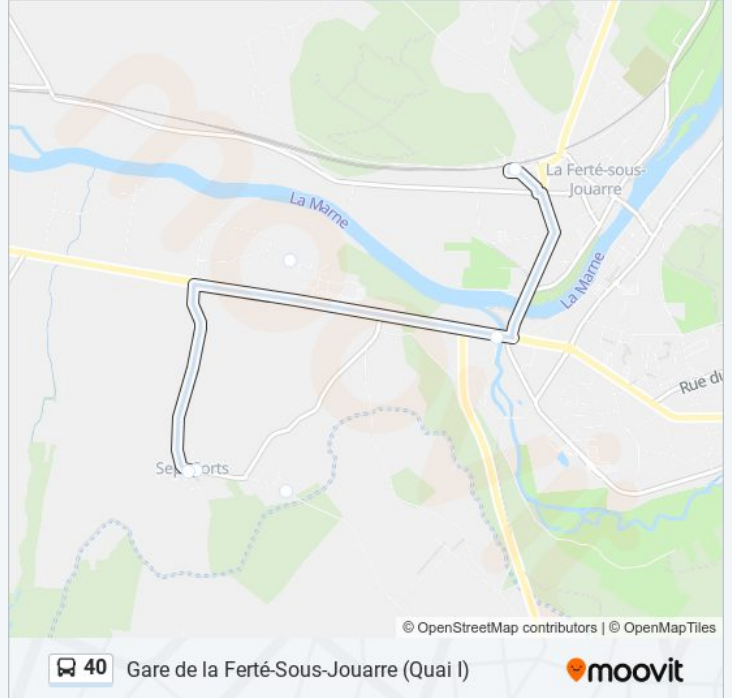 La Ferté-sous-
Jouarre
La Marne
La Marne
Rue du
© OpenStreetMap contributors | © OpenMapTiles
40 Gare de la Ferté-Sous-Jouarre (Quai I)
moovit